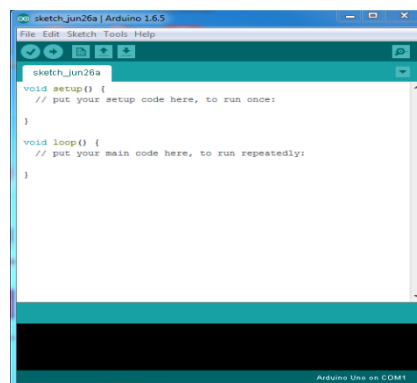 sketch_jun26a | Arduino 1.6.5
File Edit Sketch Tools Help
sketch_jun26a
void setup() {
  // put your setup code here, to run once:
}
void loop() {
  // put your main code here, to run repeatedly:
}
Arduino Uno on COM1